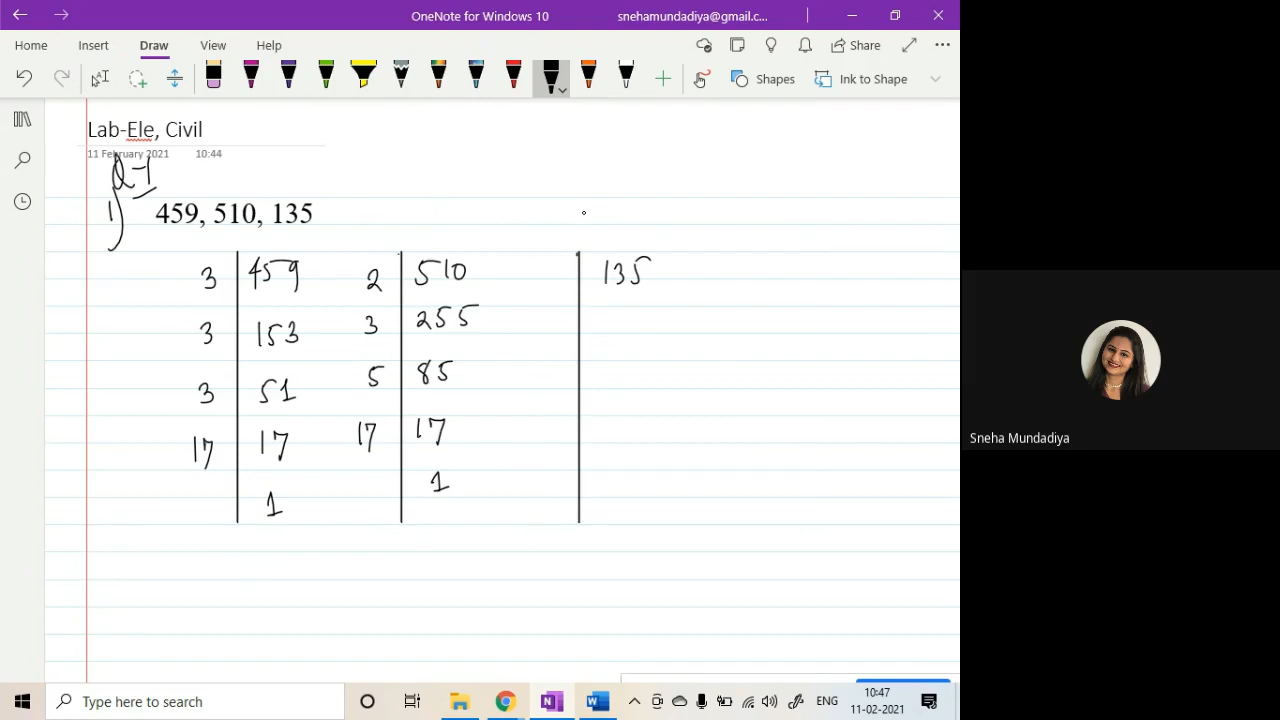 OneNote for Windows 10
snehamundadiya@gmail.c...
Home Insert Draw View Help Share
Shapes Ink to Shape
Lab-Ele, Civil
11 February 2021 10:44
Q-1
1) 459, 510, 135
3 459 2 510 135
3 153 3 255
3 51 5 85
17 17 17 17
1 1
Sneha Mundadiya
Type here to search
ENG
10:47
11-02-2021